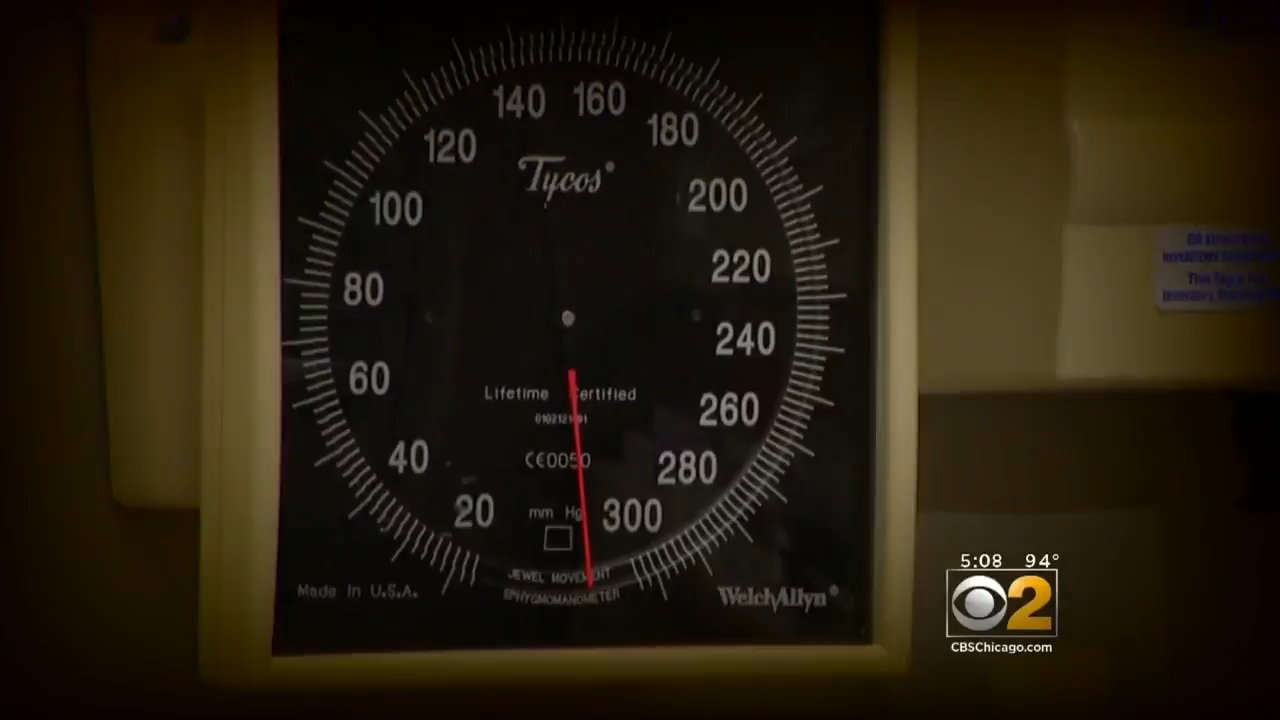 140 160
120 180
Tycos®
100 200
220
80
240
60
Lifetime Certified
260
CE0050
40 280
20 mm Hg 300
JEWEL MOVEMENT
SPHYGMOMANOMETER
Made in U.S.A.
WelchAllyn®
5:08 94°
2
CBSChicago.com